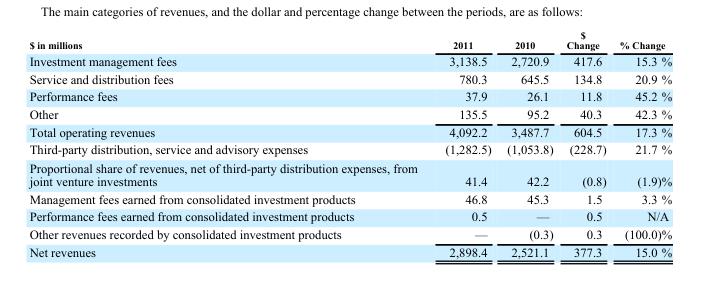 The main categories of revenues, and the dollar and percentage change between the periods, are as follows:
$
$ in millions 2011 2010 Change % Change
Investment management fees 3,138.5 2,720.9 417.6 15.3 %
Service and distribution fees 780.3 645.5 134.8 20.9 %
Performance fees 37.9 26.1 11.8 45.2 %
Other 135.5 95.2 40.3 42.3 %
Total operating revenues 4,092.2 3,487.7 604.5 17.3 %
Third-party distribution, service and advisory expenses (1,282.5) (1,053.8) (228.7) 21.7 %
Proportional share of revenues, net of third-party distribution expenses, from
joint venture investments 41.4 42.2 (0.8) (1.9)%
Management fees earned from consolidated investment products 46.8 45.3 1.5 3.3 %
Performance fees earned from consolidated investment products 0.5 — 0.5 N/A
Other revenues recorded by consolidated investment products — (0.3) 0.3 (100.0)%
Net revenues 2,898.4 2,521.1 377.3 15.0 %